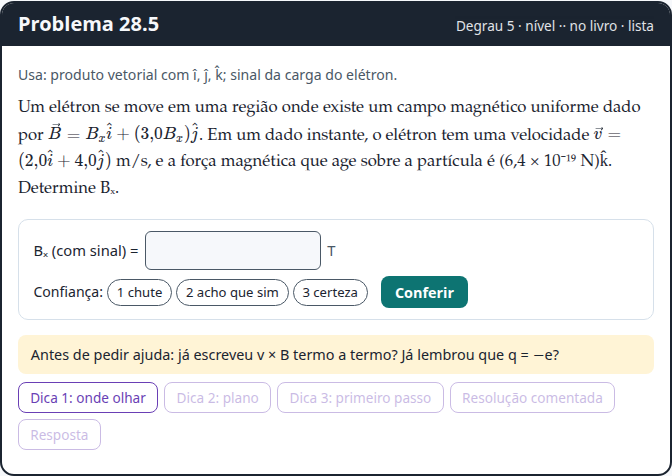 Problema 28.5
Degrau 5 · nível ·· no livro · lista
Usa: produto vetorial com î, ĵ, k̂; sinal da carga do elétron.
Um elétron se move em uma região onde existe um campo magnético uniforme dado
por B⃗ = Bₓî + (3,0Bₓ)ĵ. Em um dado instante, o elétron tem uma velocidade v⃗ =
(2,0î + 4,0ĵ) m/s, e a força magnética que age sobre a partícula é (6,4 × 10⁻¹⁹ N)k̂.
Determine Bₓ.
Bₓ (com sinal) =
T
Confiança: 1 chute 2 acho que sim 3 certeza Conferir
Antes de pedir ajuda: já escreveu v × B termo a termo? Já lembrou que q = −e?
Dica 1: onde olhar Dica 2: plano Dica 3: primeiro passo Resolução comentada
Resposta